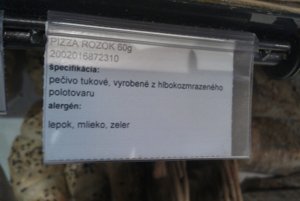 PIZZA ROZOK 60g
2002016872310
špecifikácia:
pečivo tukové, vyrobené z hlbokozmrazeného
polotovaru
alergén:
lepok, mlieko, zeler